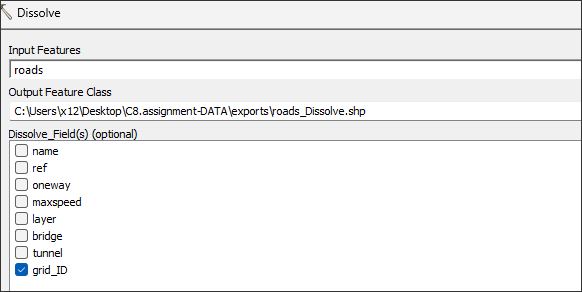 Dissolve
Input Features
roads
Output Feature Class
C:\Users\x12\Desktop\C8.assignment-DATA\exports\roads_Dissolve.shp
Dissolve_Field(s) (optional)
name
ref
oneway
maxspeed
layer
bridge
tunnel
grid_ID